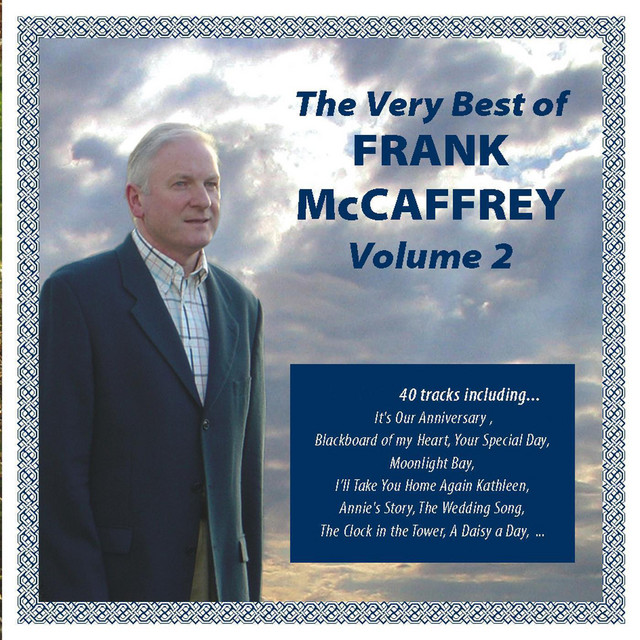 The Very Best of
FRANK
McCAFFREY
Volume 2
40 tracks including...
It's Our Anniversary ,
Blackboard of my Heart, Your Special Day,
Moonlight Bay,
I'll Take You Home Again Kathleen,
Annie's Story, The Wedding Song,
The Clock in the Tower, A Daisy a Day, ...